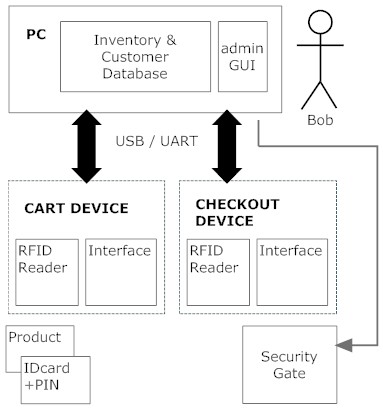 PC
Inventory &
Customer
Database
admin
GUI
Bob
USB / UART
CART DEVICE
RFID
Reader
Interface
CHECKOUT
DEVICE
RFID
Reader
Interface
Product
IDcard
+PIN
Security
Gate